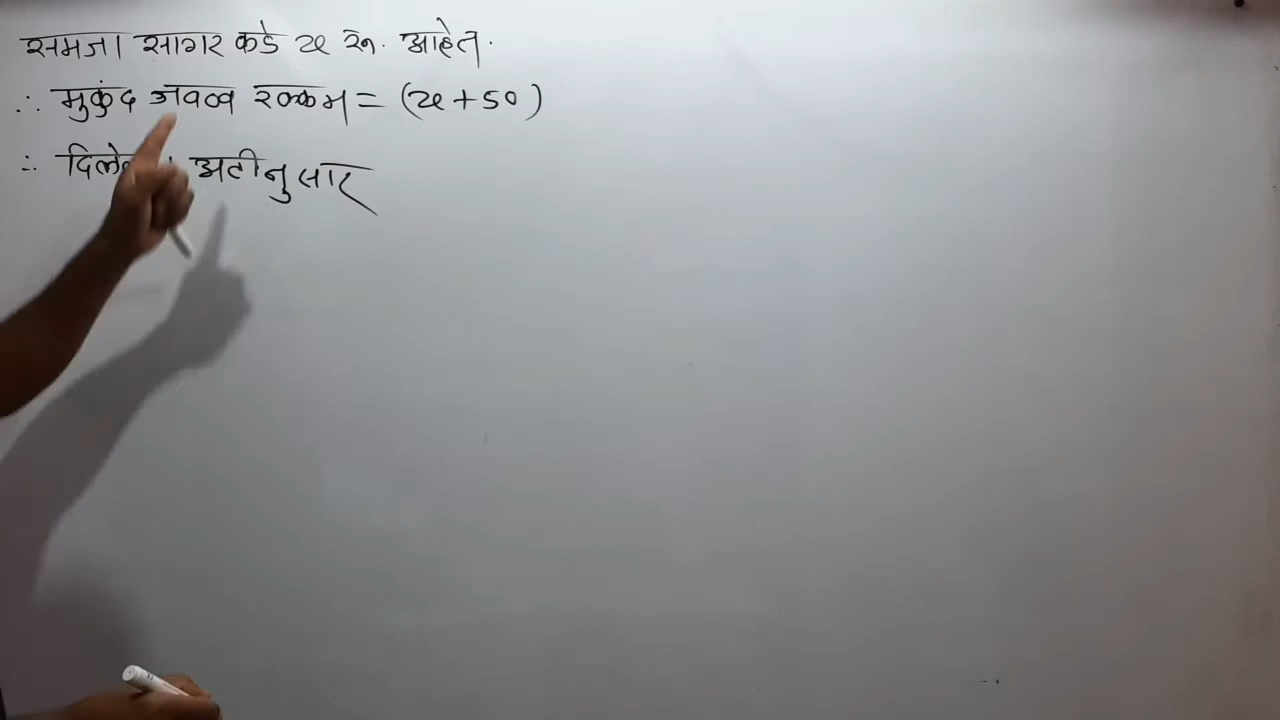 समजा सागर कडे x रु. आहेत.
∴ मुकुंद जवळ रक्कम = (x + 50)
∴ अटीनुसार